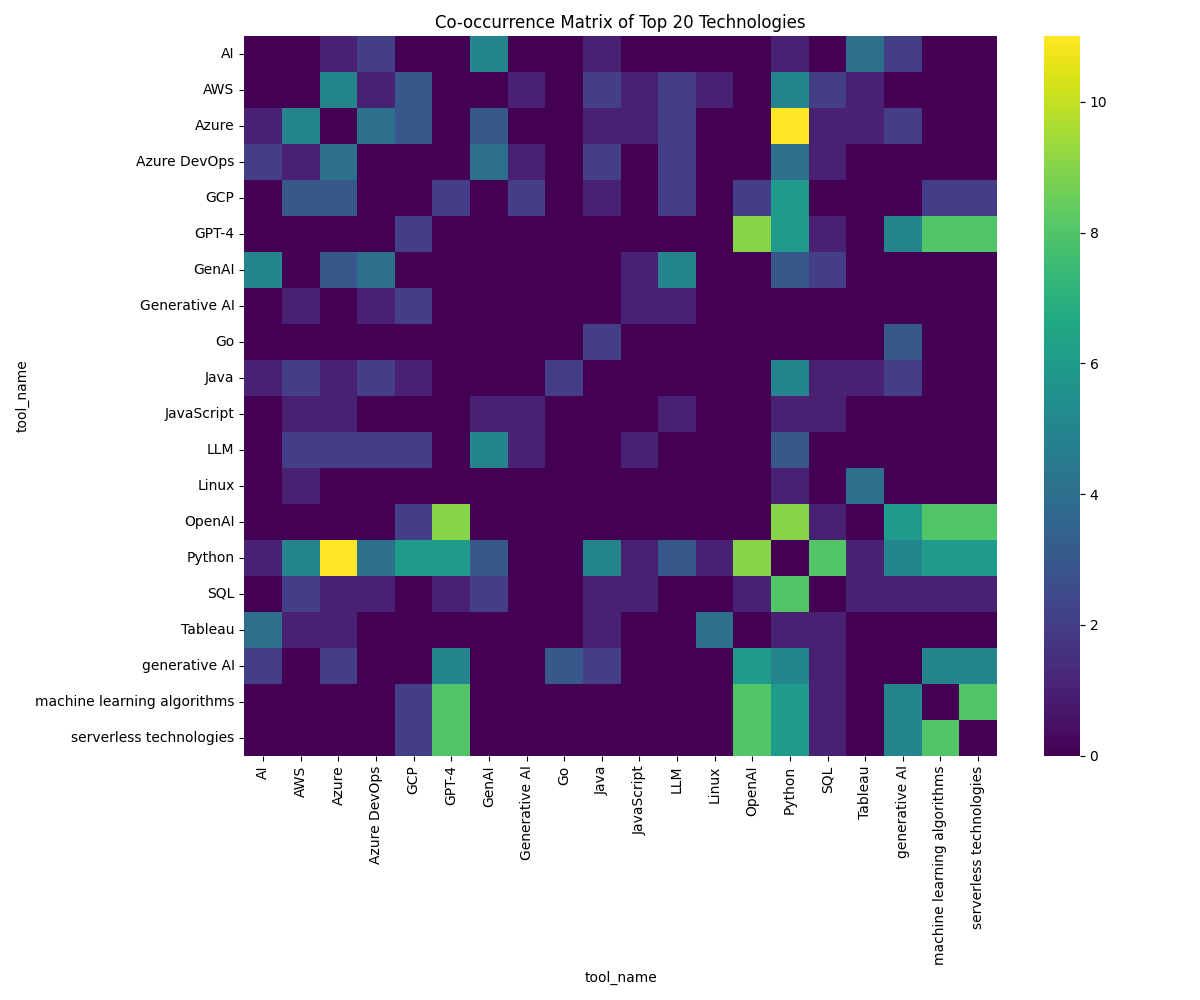 Co-occurrence Matrix of Top 20 Technologies
tool_name
AI
AWS
Azure
Azure DevOps
GCP
GPT-4
GenAI
Generative AI
Go
Java
JavaScript
LLM
Linux
OpenAI
Python
SQL
Tableau
generative AI
machine learning algorithms
serverless technologies
AI
AWS
Azure
Azure DevOps
GCP
GPT-4
GenAI
Generative AI
Go
Java
JavaScript
LLM
Linux
OpenAI
Python
SQL
Tableau
generative AI
machine learning algorithms
serverless technologies
tool_name
10
8
6
4
2
0